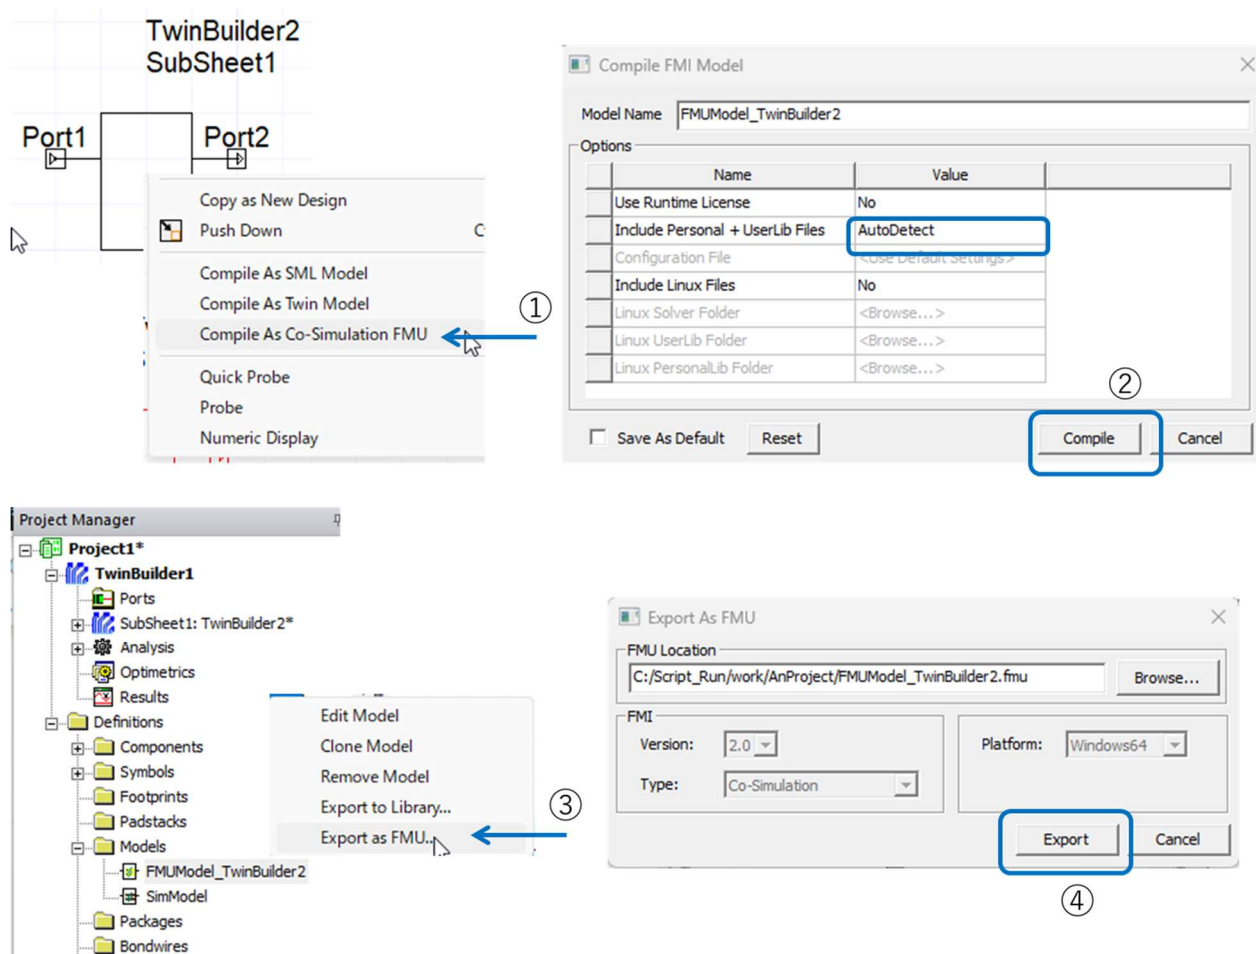 TwinBuilder2
SubSheet1
Port1
Port2
Copy as New Design
Push Down
Compile As SML Model
Compile As Twin Model
Compile As Co-Simulation FMU
Quick Probe
Probe
Numeric Display
①
Compile FMI Model
Model Name FMUModel_TwinBuilder2
Options
Name Value
Use Runtime License No
Include Personal + UserLib Files AutoDetect
Configuration File <Use Default Settings>
Include Linux Files No
Linux Solver Folder <Browse...>
Linux UserLib Folder <Browse...>
Linux PersonalLib Folder <Browse...>
②
Save As Default Reset Compile Cancel
Project Manager
Project1*
TwinBuilder1
Ports
SubSheet1: TwinBuilder2*
Analysis
Optimetrics
Results
Definitions
Components
Symbols
Footprints
Padstacks
Models
FMUModel_TwinBuilder2
SimModel
Packages
Bondwires
Edit Model
Clone Model
Remove Model
Export to Library...
Export as FMU...
③
Export As FMU
FMU Location
C:/Script_Run/work/AnProject/FMUModel_TwinBuilder2.fmu Browse...
FMI
Version: 2.0
Type: Co-Simulation
Platform: Windows64
Export Cancel
④